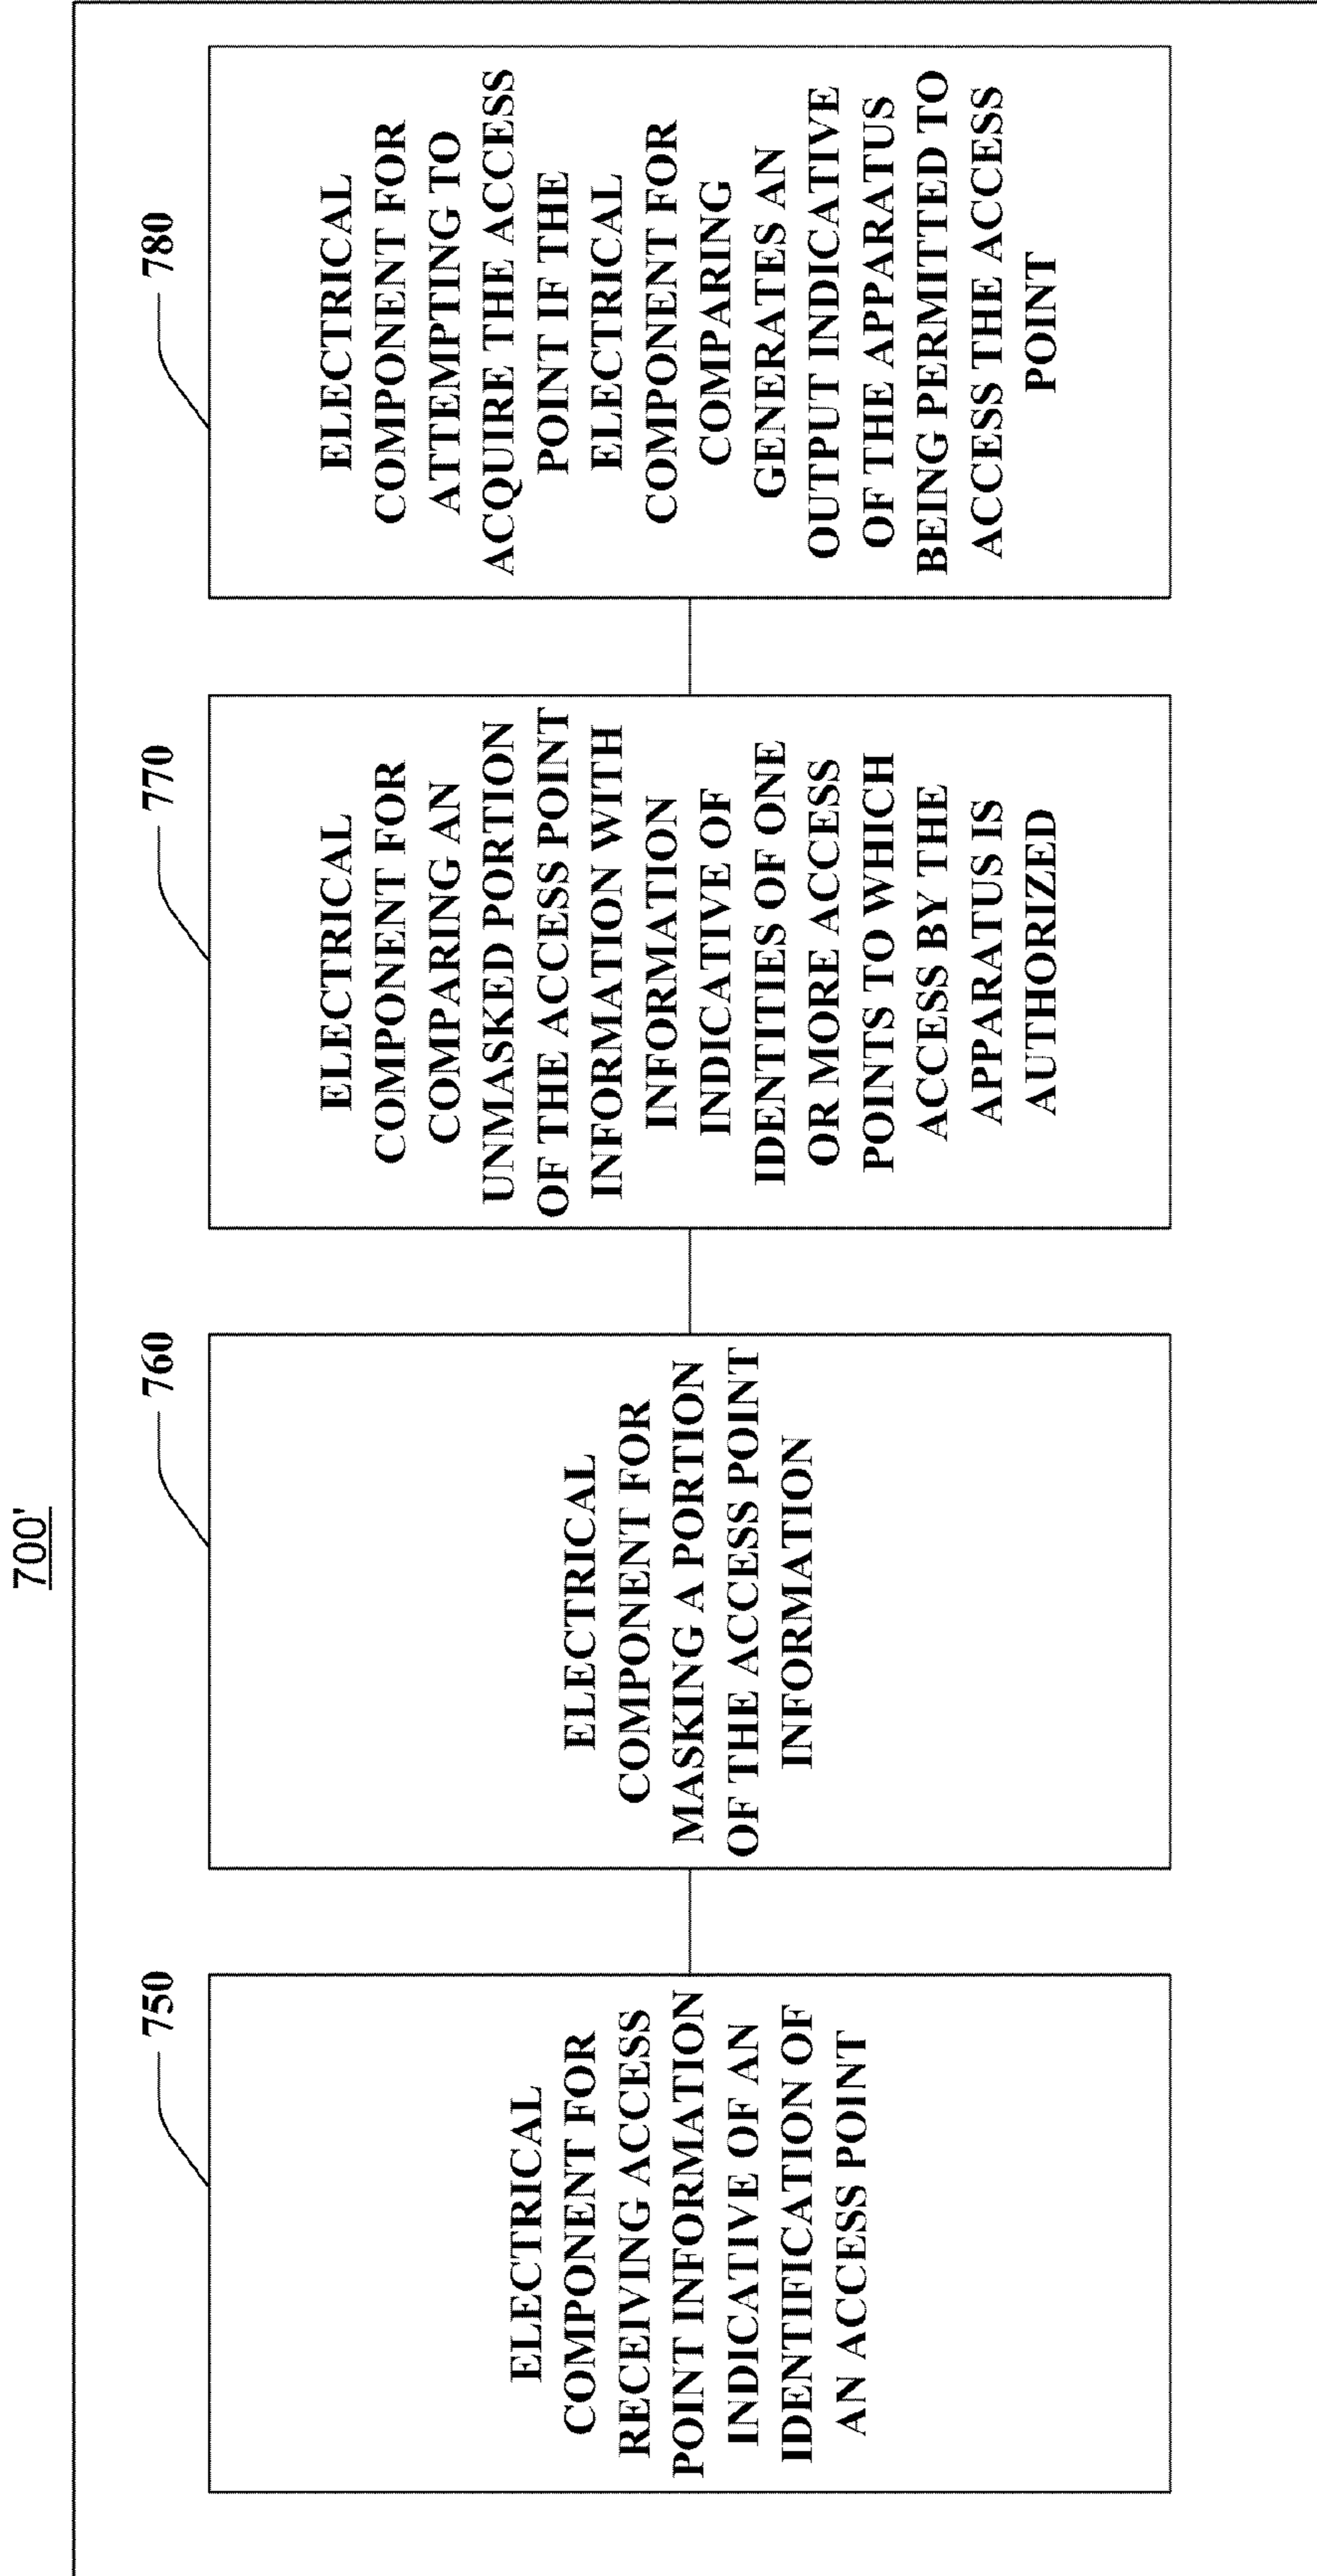 700'
750
ELECTRICAL
COMPONENT FOR
RECEIVING ACCESS
POINT INFORMATION
INDICATIVE OF AN
IDENTIFICATION OF
AN ACCESS POINT
760
ELECTRICAL
COMPONENT FOR
MASKING A PORTION
OF THE ACCESS POINT
INFORMATION
770
ELECTRICAL
COMPONENT FOR
COMPARING AN
UNMASKED PORTION
OF THE ACCESS POINT
INFORMATION WITH
INFORMATION
INDICATIVE OF
IDENTITIES OF ONE
OR MORE ACCESS
POINTS TO WHICH
ACCESS BY THE
APPARATUS IS
AUTHORIZED
780
ELECTRICAL
COMPONENT FOR
ATTEMPTING TO
ACQUIRE THE ACCESS
POINT IF THE
ELECTRICAL
COMPONENT FOR
COMPARING
GENERATES AN
OUTPUT INDICATIVE
OF THE APPARATUS
BEING PERMITTED TO
ACCESS THE ACCESS
POINT